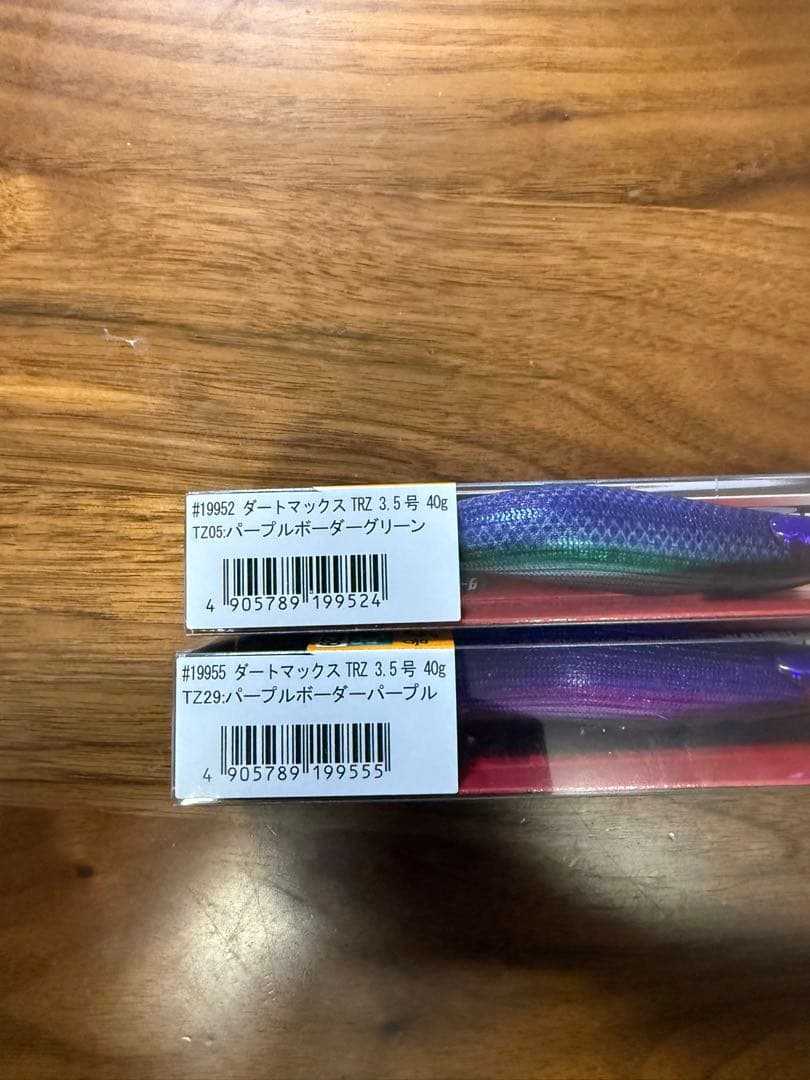 #19952 ダートマックス TRZ 3.5号 40g
TZ05:パープルボーダーグリーン
4 905789 199524
#19955 ダートマックス TRZ 3.5号 40g
TZ29:パープルボーダーパープル
4 905789 199555